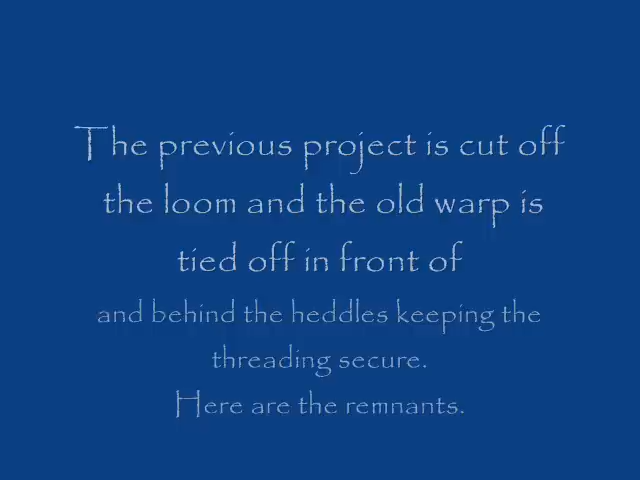 The previous project is cut off
the loom and the old warp is
tied off in front of
and behind the heddles keeping the
threading secure.
Here are the remnants.